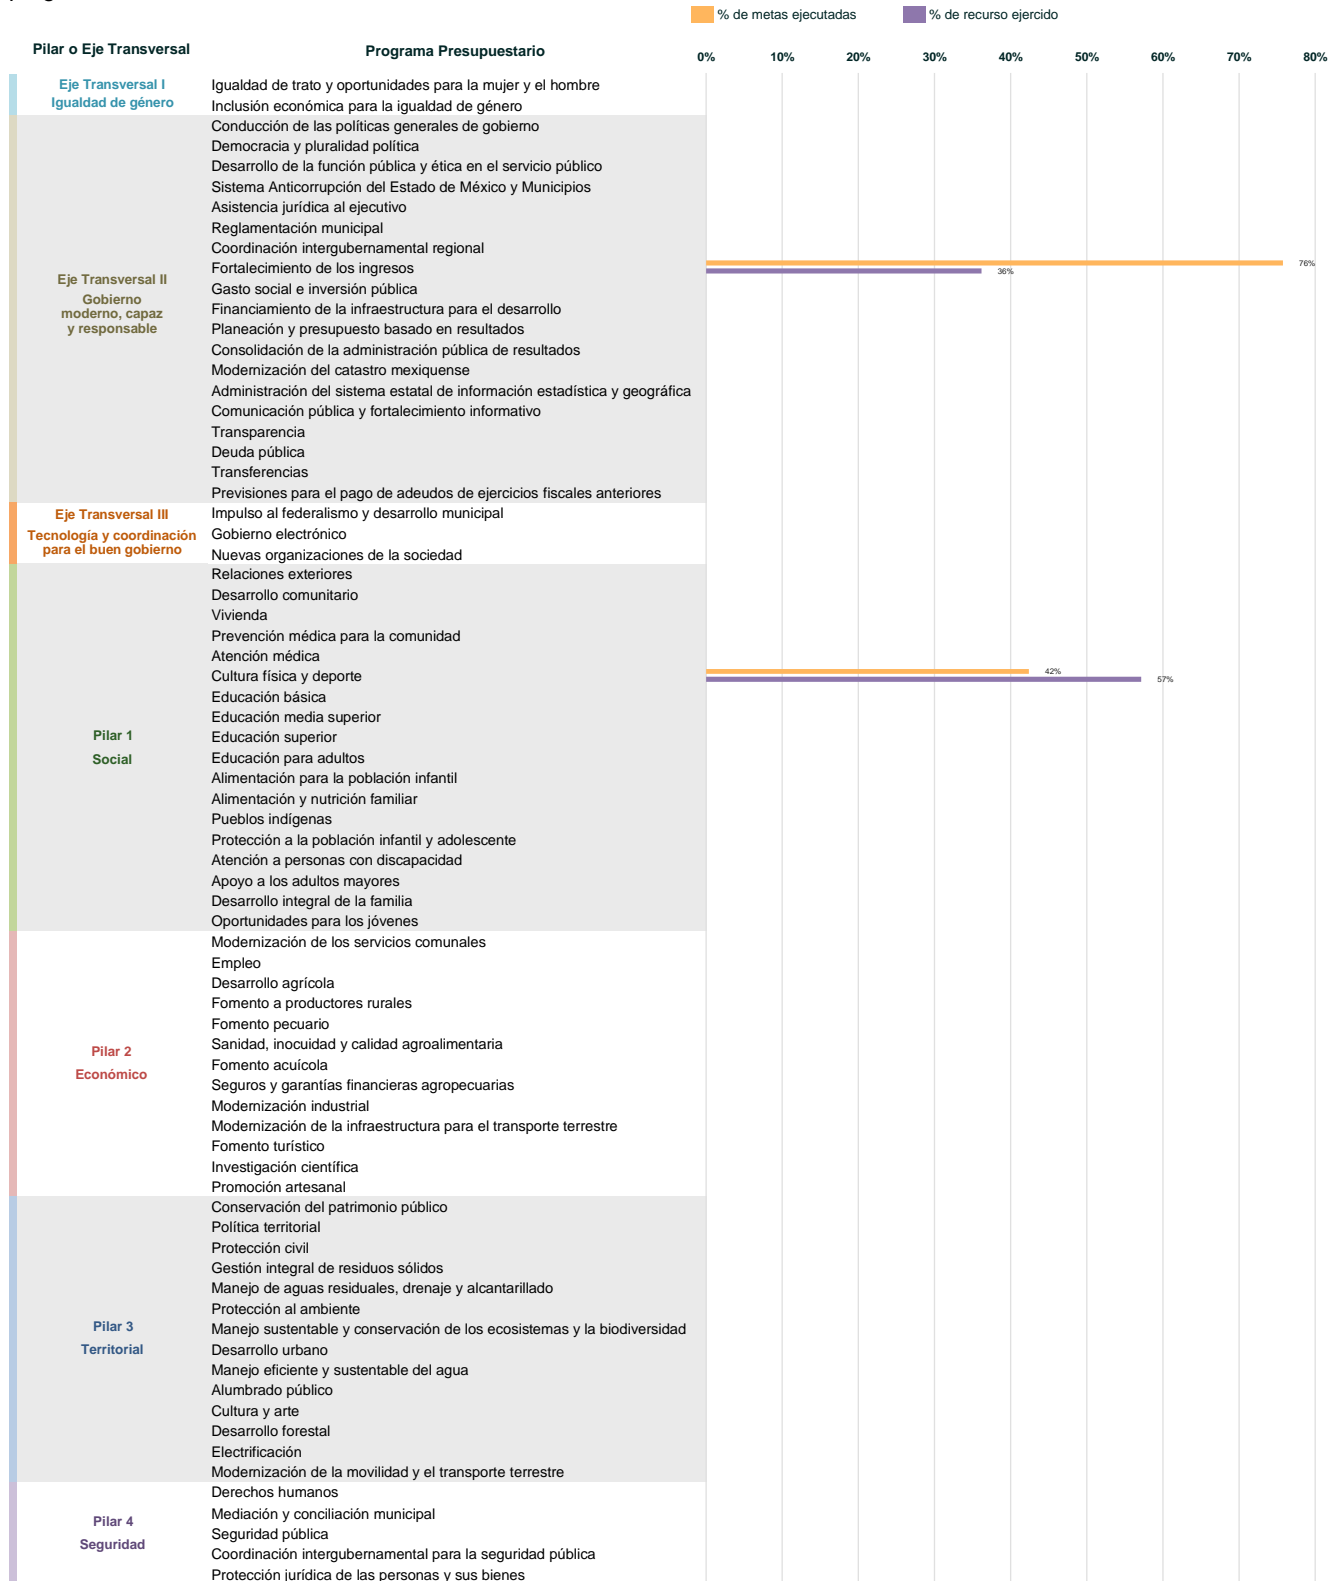 % de metas ejecutadas
% de recurso ejercido
Pilar o Eje Transversal
Programa Presupuestario
0% 10% 20% 30% 40% 50% 60% 70% 80%
Eje Transversal I
Igualdad de género
Igualdad de trato y oportunidades para la mujer y el hombre
Inclusión económica para la igualdad de género
Eje Transversal II
Gobierno
moderno, capaz
y responsable
Conducción de las políticas generales de gobierno
Democracia y pluralidad política
Desarrollo de la función pública y ética en el servicio público
Sistema Anticorrupción del Estado de México y Municipios
Asistencia jurídica al ejecutivo
Reglamentación municipal
Coordinación intergubernamental regional
Fortalecimiento de los ingresos
76%
36%
Gasto social e inversión pública
Financiamiento de la infraestructura para el desarrollo
Planeación y presupuesto basado en resultados
Consolidación de la administración pública de resultados
Modernización del catastro mexiquense
Administración del sistema estatal de información estadística y geográfica
Comunicación pública y fortalecimiento informativo
Transparencia
Deuda pública
Transferencias
Previsiones para el pago de adeudos de ejercicios fiscales anteriores
Eje Transversal III
Tecnología y coordinación
para el buen gobierno
Impulso al federalismo y desarrollo municipal
Gobierno electrónico
Nuevas organizaciones de la sociedad
Pilar 1
Social
Relaciones exteriores
Desarrollo comunitario
Vivienda
Prevención médica para la comunidad
Atención médica
Cultura física y deporte
42%
57%
Educación básica
Educación media superior
Educación superior
Educación para adultos
Alimentación para la población infantil
Alimentación y nutrición familiar
Pueblos indígenas
Protección a la población infantil y adolescente
Atención a personas con discapacidad
Apoyo a los adultos mayores
Desarrollo integral de la familia
Oportunidades para los jóvenes
Pilar 2
Económico
Modernización de los servicios comunales
Empleo
Desarrollo agrícola
Fomento a productores rurales
Fomento pecuario
Sanidad, inocuidad y calidad agroalimentaria
Fomento acuícola
Seguros y garantías financieras agropecuarias
Modernización industrial
Modernización de la infraestructura para el transporte terrestre
Fomento turístico
Investigación científica
Promoción artesanal
Pilar 3
Territorial
Conservación del patrimonio público
Política territorial
Protección civil
Gestión integral de residuos sólidos
Manejo de aguas residuales, drenaje y alcantarillado
Protección al ambiente
Manejo sustentable y conservación de los ecosistemas y la biodiversidad
Desarrollo urbano
Manejo eficiente y sustentable del agua
Alumbrado público
Cultura y arte
Desarrollo forestal
Electrificación
Modernización de la movilidad y el transporte terrestre
Pilar 4
Seguridad
Derechos humanos
Mediación y conciliación municipal
Seguridad pública
Coordinación intergubernamental para la seguridad pública
Protección jurídica de las personas y sus bienes